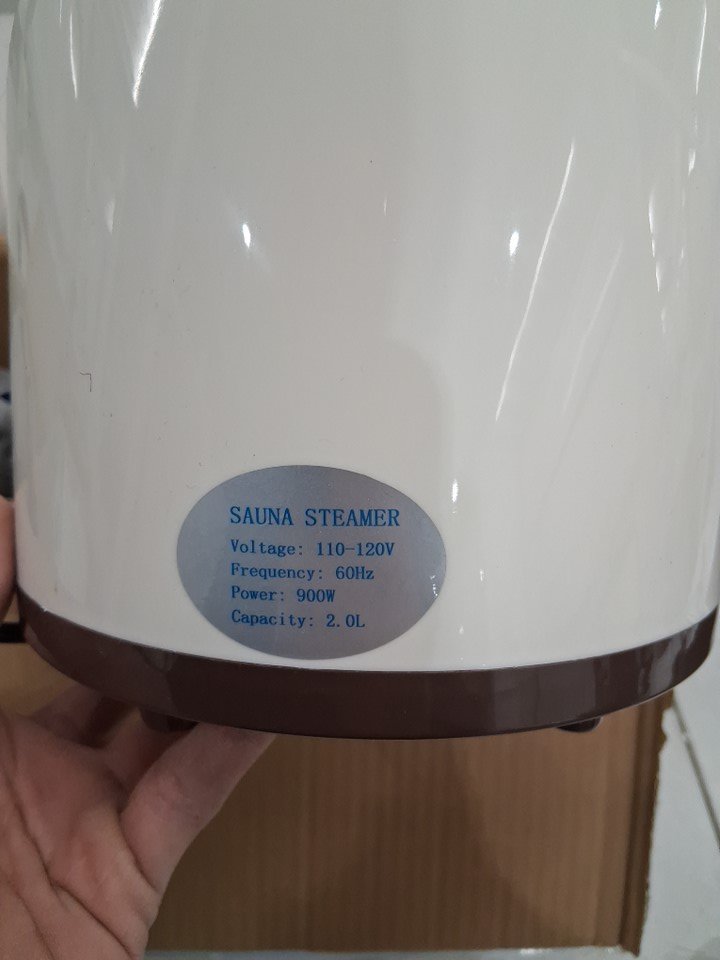 SAUNA STEAMER
Voltage: 110-120V
Frequency: 60Hz
Power: 900W
Capacity: 2.0L